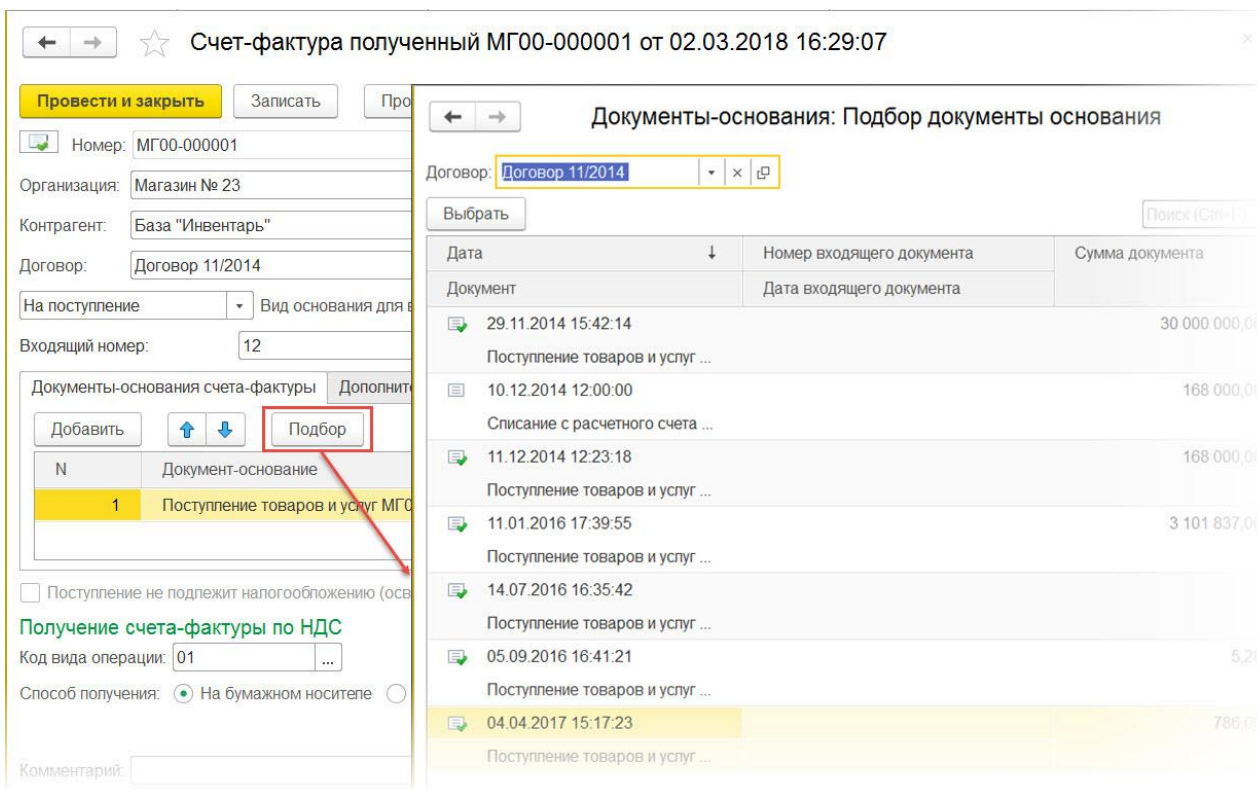 Счет-фактура полученный МГ00-000001 от 02.03.2018 16:29:07
Провести и закрыть Записать Про
Номер: МГ00-000001
Организация: Магазин № 23
Контрагент: База "Инвентарь"
Договор: Договор 11/2014
На поступление Вид основания для в
Входящий номер: 12
Документы-основания счета-фактуры Дополнит
Добавить Подбор
N Документ-основание
1 Поступление товаров и услуг МГ0
Поступление не подлежит налогообложению (осв
Получение счета-фактуры по НДС
Код вида операции: 01 ...
Способ получения: На бумажном носителе
Комментарий:
Документы-основания: Подбор документы основания
Договор: Договор 11/2014
Выбрать Поиск (Ctrl+F)
Дата Номер входящего документа Сумма документа
Документ Дата входящего документа
29.11.2014 15:42:14 30 000 000,00
Поступление товаров и услуг ...
10.12.2014 12:00:00 168 000,00
Списание с расчетного счета ...
11.12.2014 12:23:18 168 000,00
Поступление товаров и услуг ...
11.01.2016 17:39:55 3 101 837,00
Поступление товаров и услуг ...
14.07.2016 16:35:42
Поступление товаров и услуг ...
05.09.2016 16:41:21 5,28
Поступление товаров и услуг ...
04.04.2017 15:17:23
Поступление товаров и услуг ...